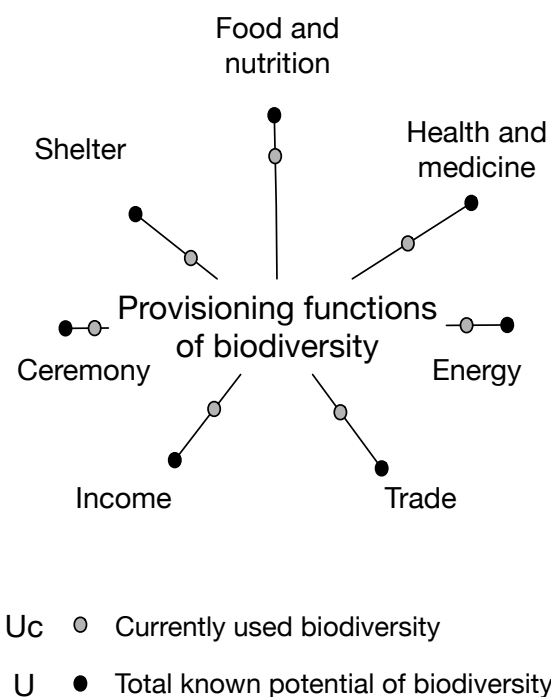 Food and
nutrition
Health and
medicine
Shelter
Provisioning functions
of biodiversity
Ceremony
Energy
Income
Trade
Uc Currently used biodiversity
U Total known potential of biodiversity